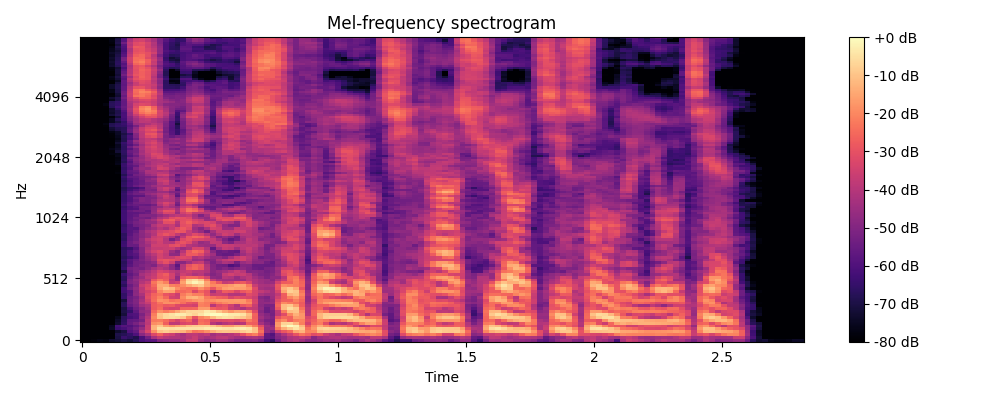 Mel-frequency spectrogram
+0 dB
-10 dB
4096
-20 dB
2048
-30 dB
Hz
-40 dB
1024
-50 dB
512
-60 dB
-70 dB
0
-80 dB
0 0.5 1 1.5 2 2.5
Time